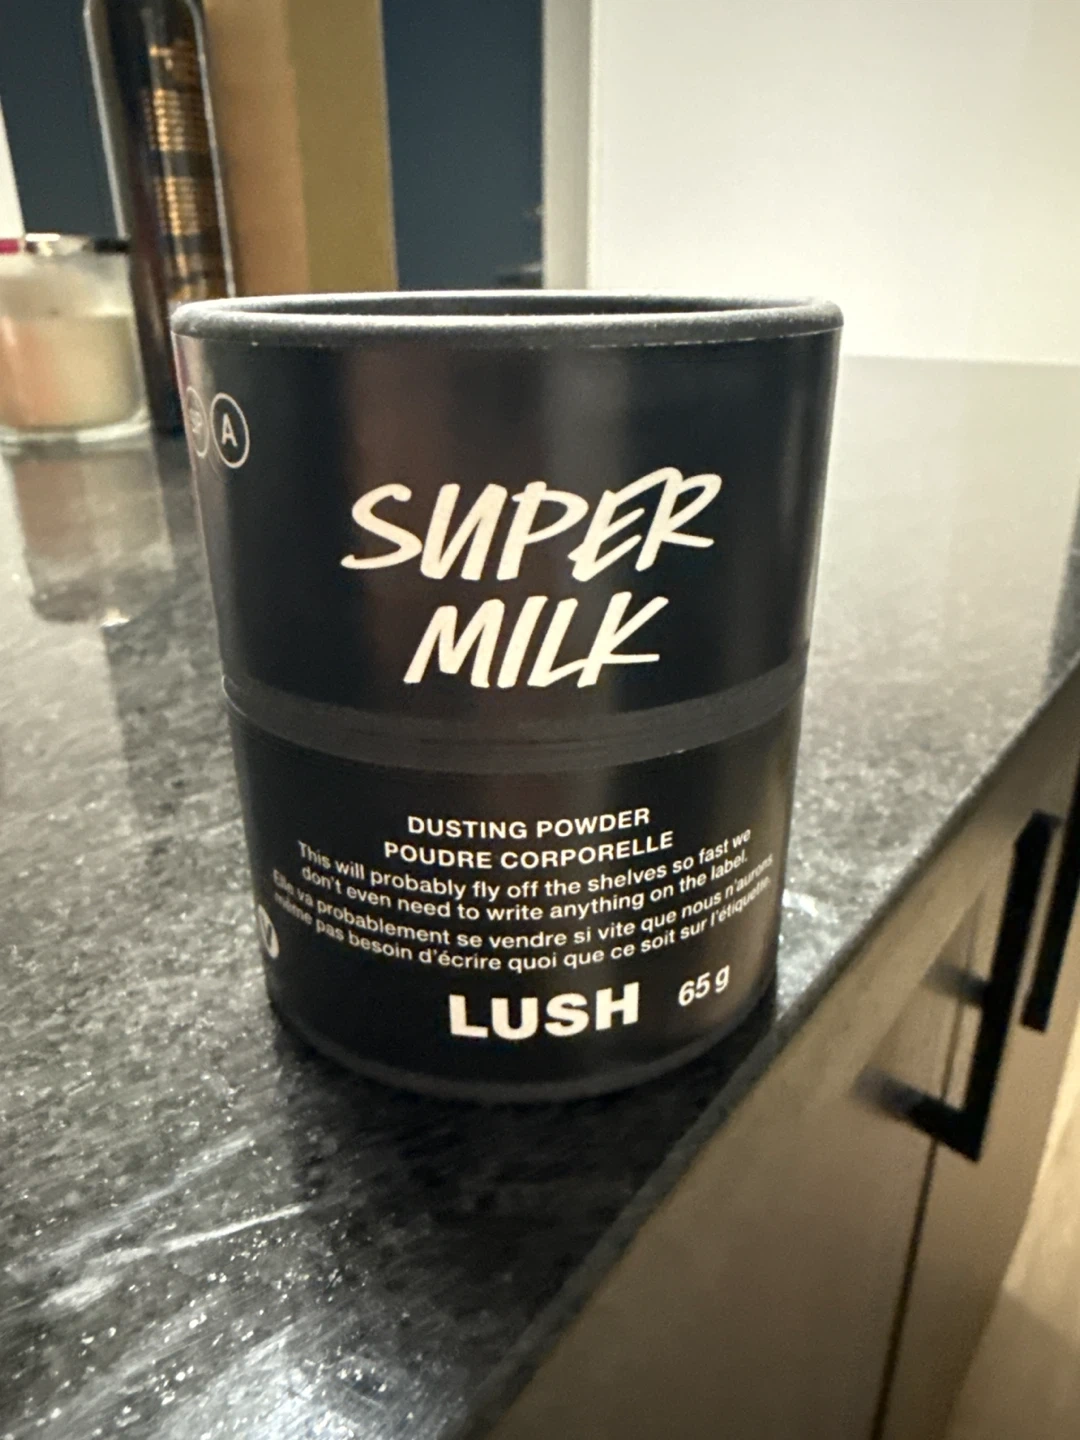 A
SUPER
MILK
DUSTING POWDER
POUDRE CORPORELLE
This will probably fly off the shelves so fast we
don't even need to write anything on the label.
Elle va probablement se vendre si vite que nous n'aurons
même pas besoin d'écrire quoi que ce soit sur l'étiquette.
LUSH 65 g